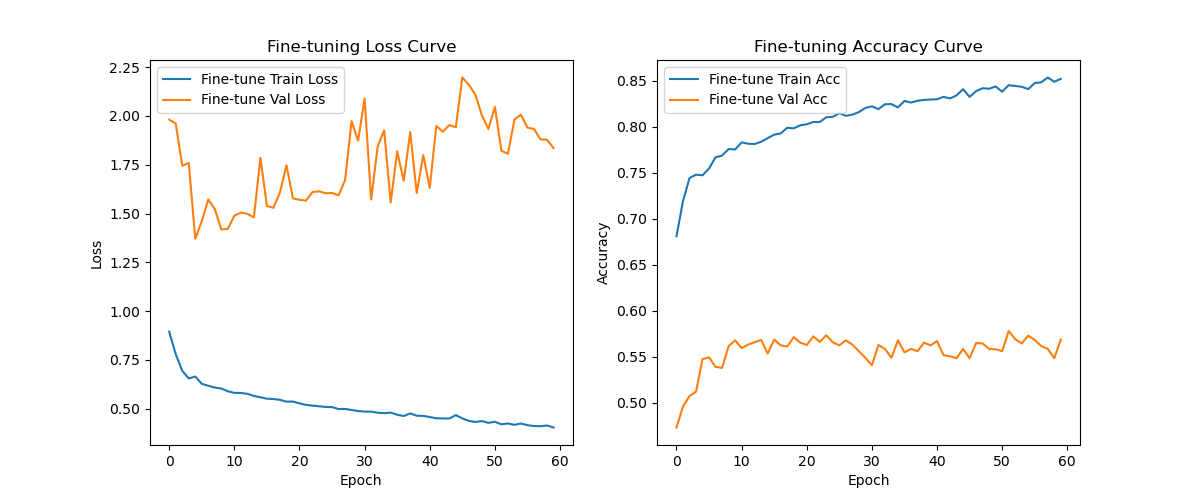 Fine-tuning Loss Curve
Fine-tune Train Loss
Fine-tune Val Loss
2.25
2.00
1.75
1.50
1.25
1.00
0.75
0.50
Loss
0 10 20 30 40 50 60
Epoch
Fine-tuning Accuracy Curve
Fine-tune Train Acc
Fine-tune Val Acc
0.85
0.80
0.75
0.70
0.65
0.60
0.55
0.50
Accuracy
0 10 20 30 40 50 60
Epoch